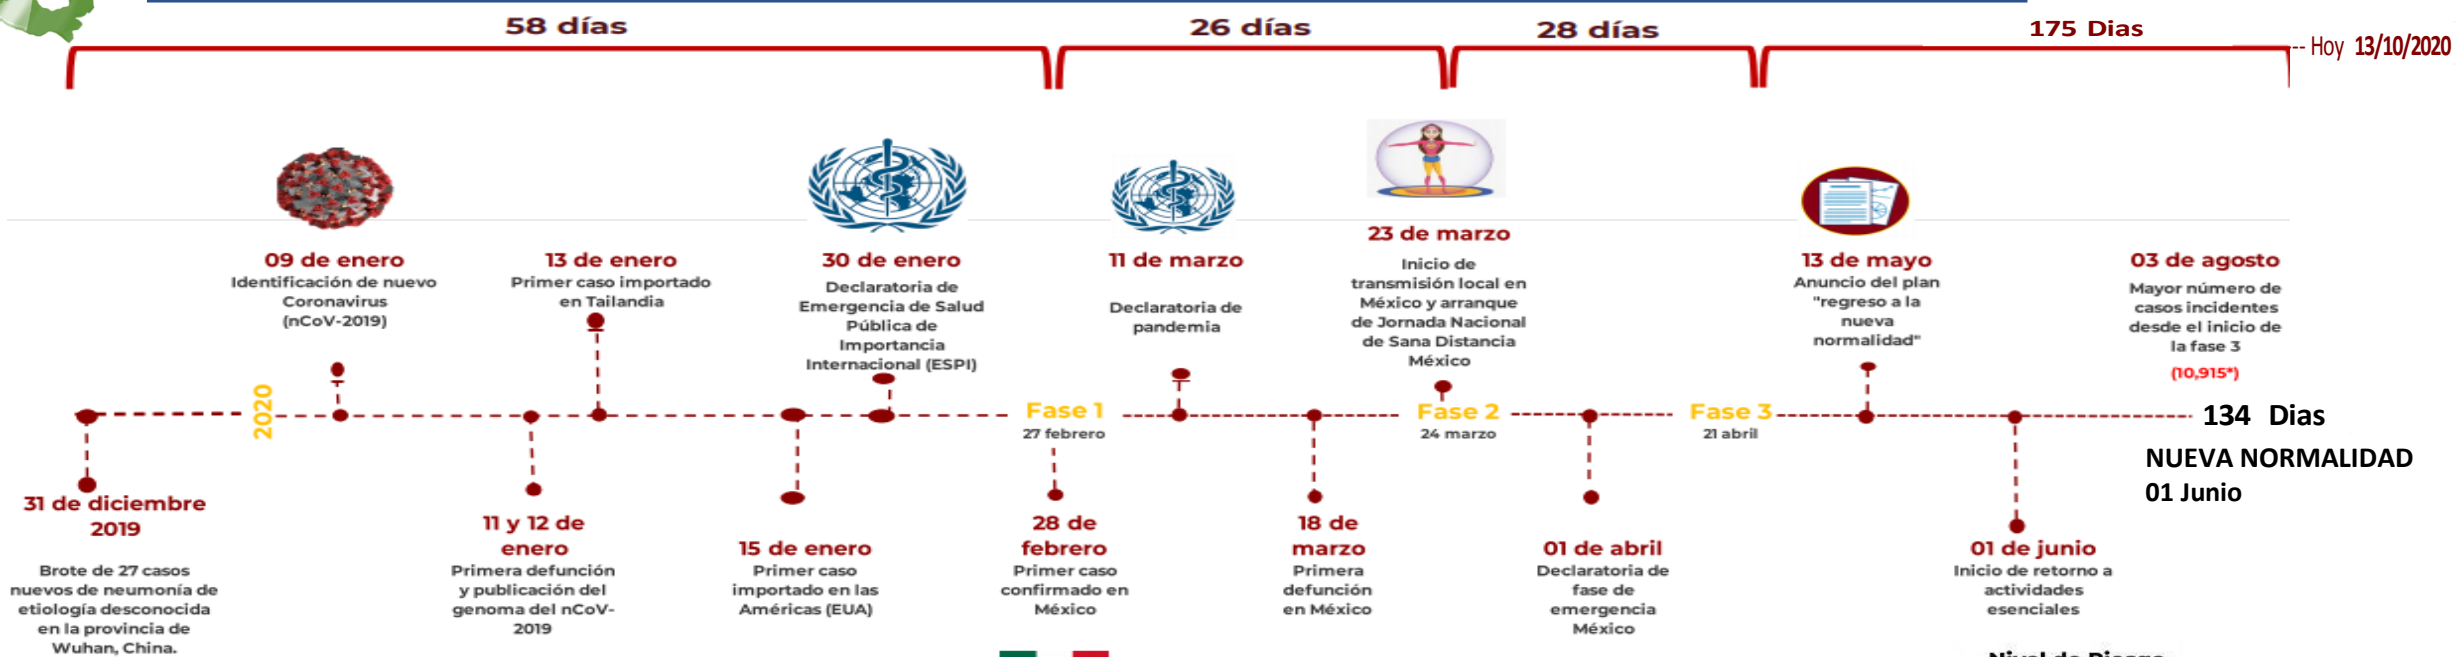 58 días
26 días
28 días
175 Dias
-- Hoy 13/10/2020
09 de enero
Identificación de nuevo
Coronavirus
(nCoV-2019)
13 de enero
Primer caso importado
en Tailandia
30 de enero
Declaratoria de
Emergencia de Salud
Pública de
Importancia
Internacional (ESPI)
11 de marzo
Declaratoria de
pandemia
23 de marzo
Inicio de
transmisión local en
México y arranque
de Jornada Nacional
de Sana Distancia
México
13 de mayo
Anuncio del plan
"regreso a la
nueva
normalidad"
03 de agosto
Mayor número de
casos incidentes
desde el inicio de
la fase 3
(10,915*)
2020
Fase 1
27 febrero
Fase 2
24 marzo
Fase 3
21 abril
134 Dias
NUEVA NORMALIDAD
01 Junio
31 de diciembre
2019
Brote de 27 casos
nuevos de neumonía de
etiología desconocida
en la provincia de
Wuhan, China.
11 y 12 de
enero
Primera defunción
y publicación del
genoma del nCoV-
2019
15 de enero
Primer caso
importado en las
Américas (EUA)
28 de
febrero
Primer caso
confirmado en
México
18 de
marzo
Primera
defunción
en México
01 de abril
Declaratoria de
fase de
emergencia
México
01 de junio
Inicio de retorno a
actividades
esenciales
Nivel de Riesgo